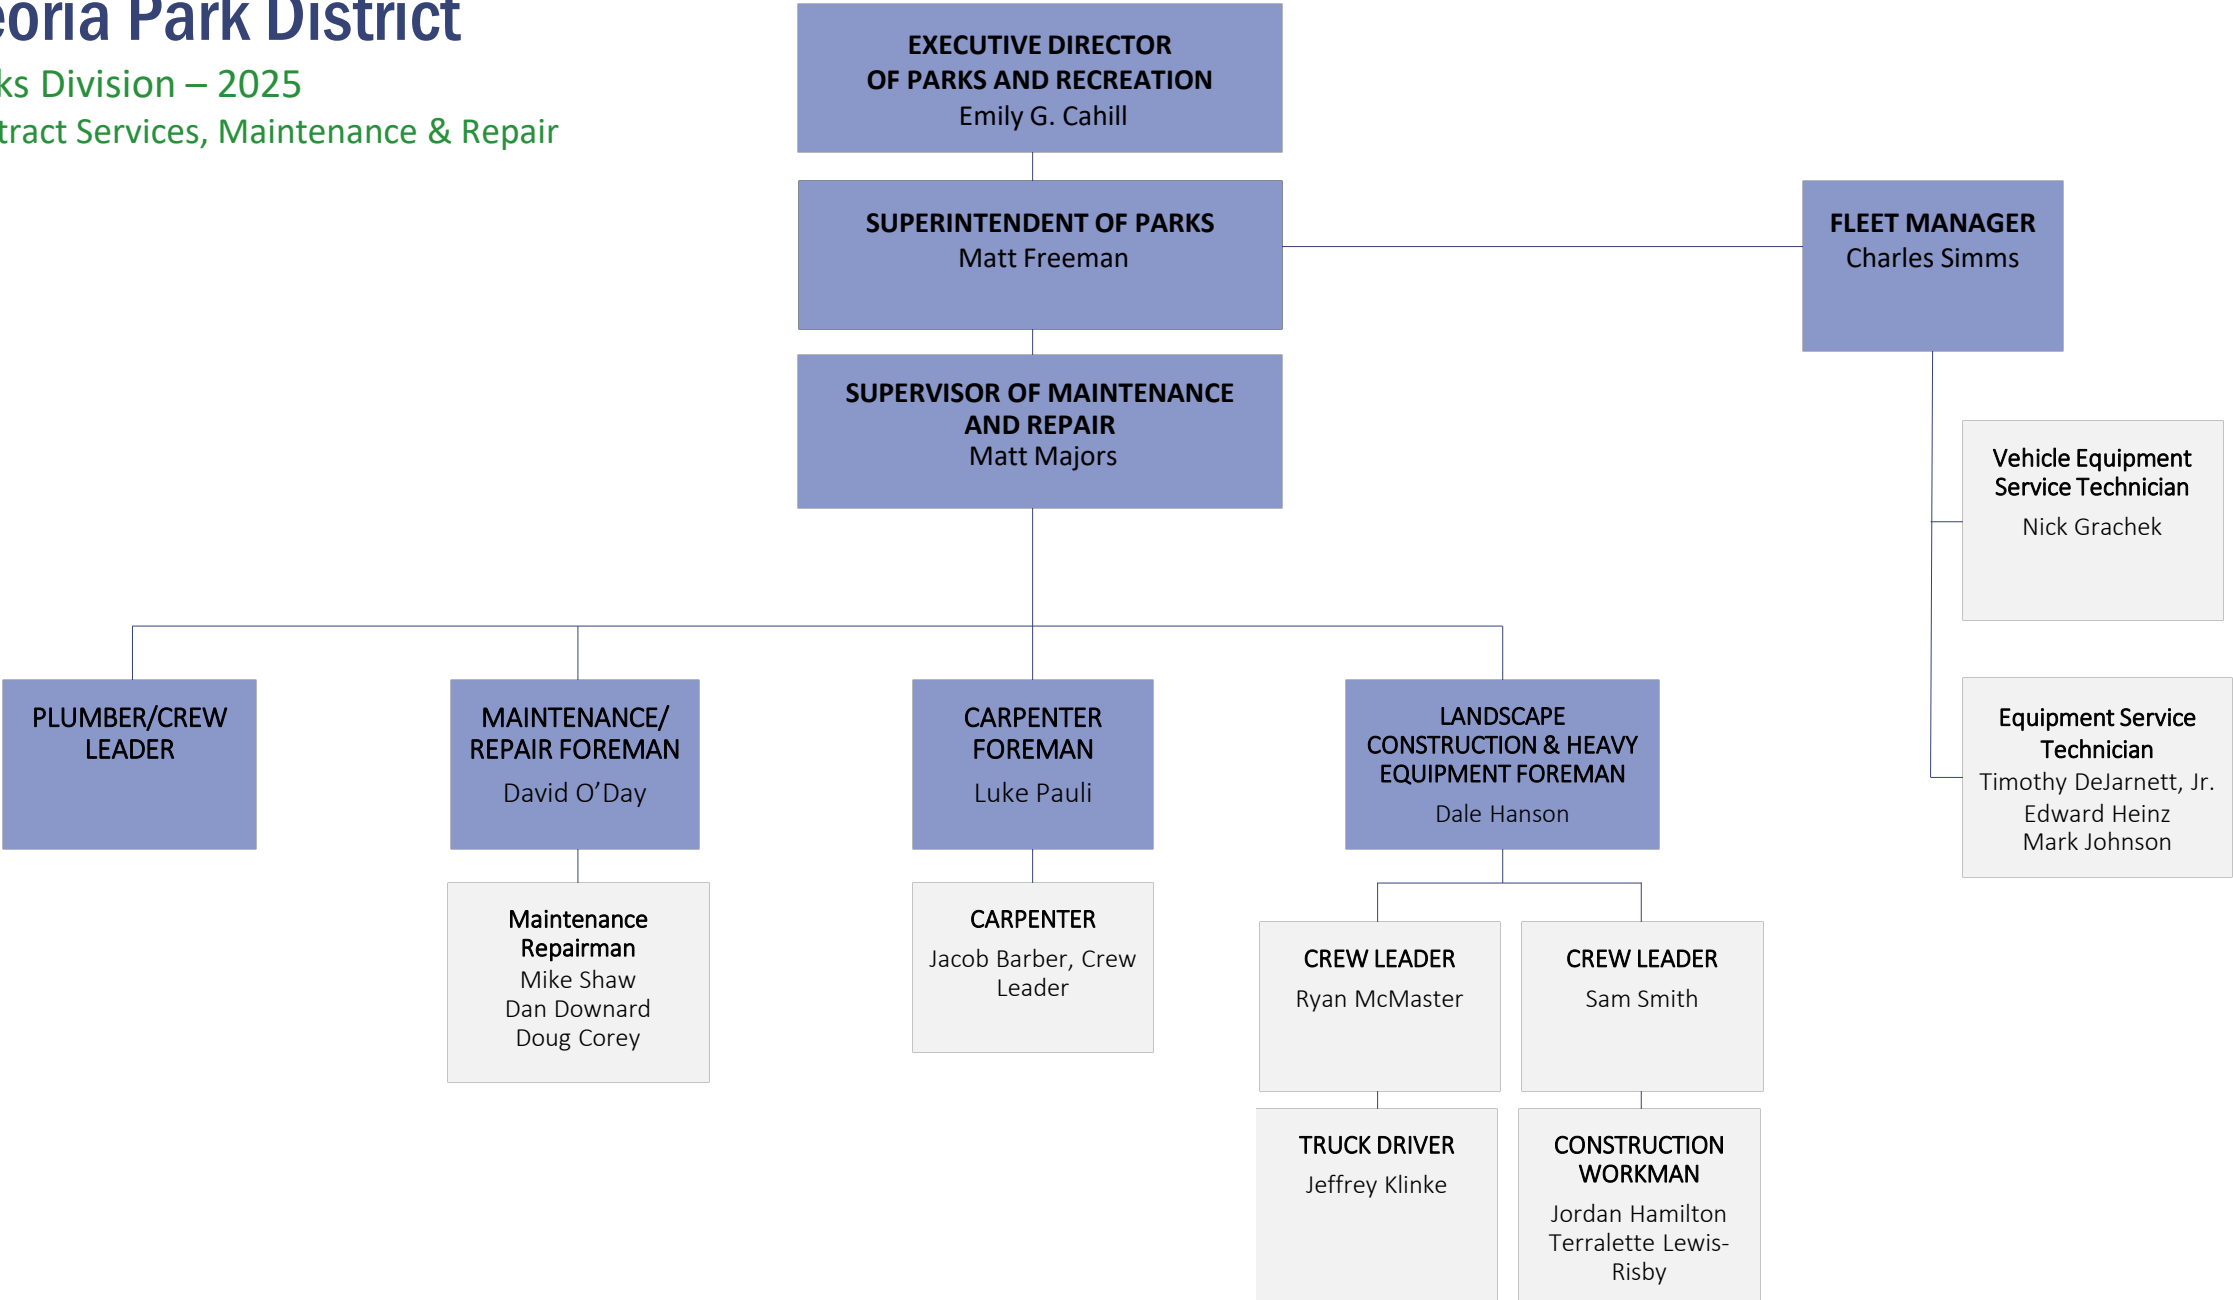 eoria Park District
ks Division – 2025
tract Services, Maintenance & Repair
EXECUTIVE DIRECTOR
OF PARKS AND RECREATION
Emily G. Cahill
SUPERINTENDENT OF PARKS
Matt Freeman
FLEET MANAGER
Charles Simms
SUPERVISOR OF MAINTENANCE
AND REPAIR
Matt Majors
Vehicle Equipment
Service Technician
Nick Grachek
Equipment Service
Technician
Timothy DeJarnett, Jr.
Edward Heinz
Mark Johnson
PLUMBER/CREW
LEADER
MAINTENANCE/
REPAIR FOREMAN
David O’Day
CARPENTER
FOREMAN
Luke Pauli
LANDSCAPE
CONSTRUCTION & HEAVY
EQUIPMENT FOREMAN
Dale Hanson
Maintenance
Repairman
Mike Shaw
Dan Downard
Doug Corey
CARPENTER
Jacob Barber, Crew
Leader
CREW LEADER
Ryan McMaster
CREW LEADER
Sam Smith
TRUCK DRIVER
Jeffrey Klinke
CONSTRUCTION
WORKMAN
Jordan Hamilton
Terralette Lewis-
Risby